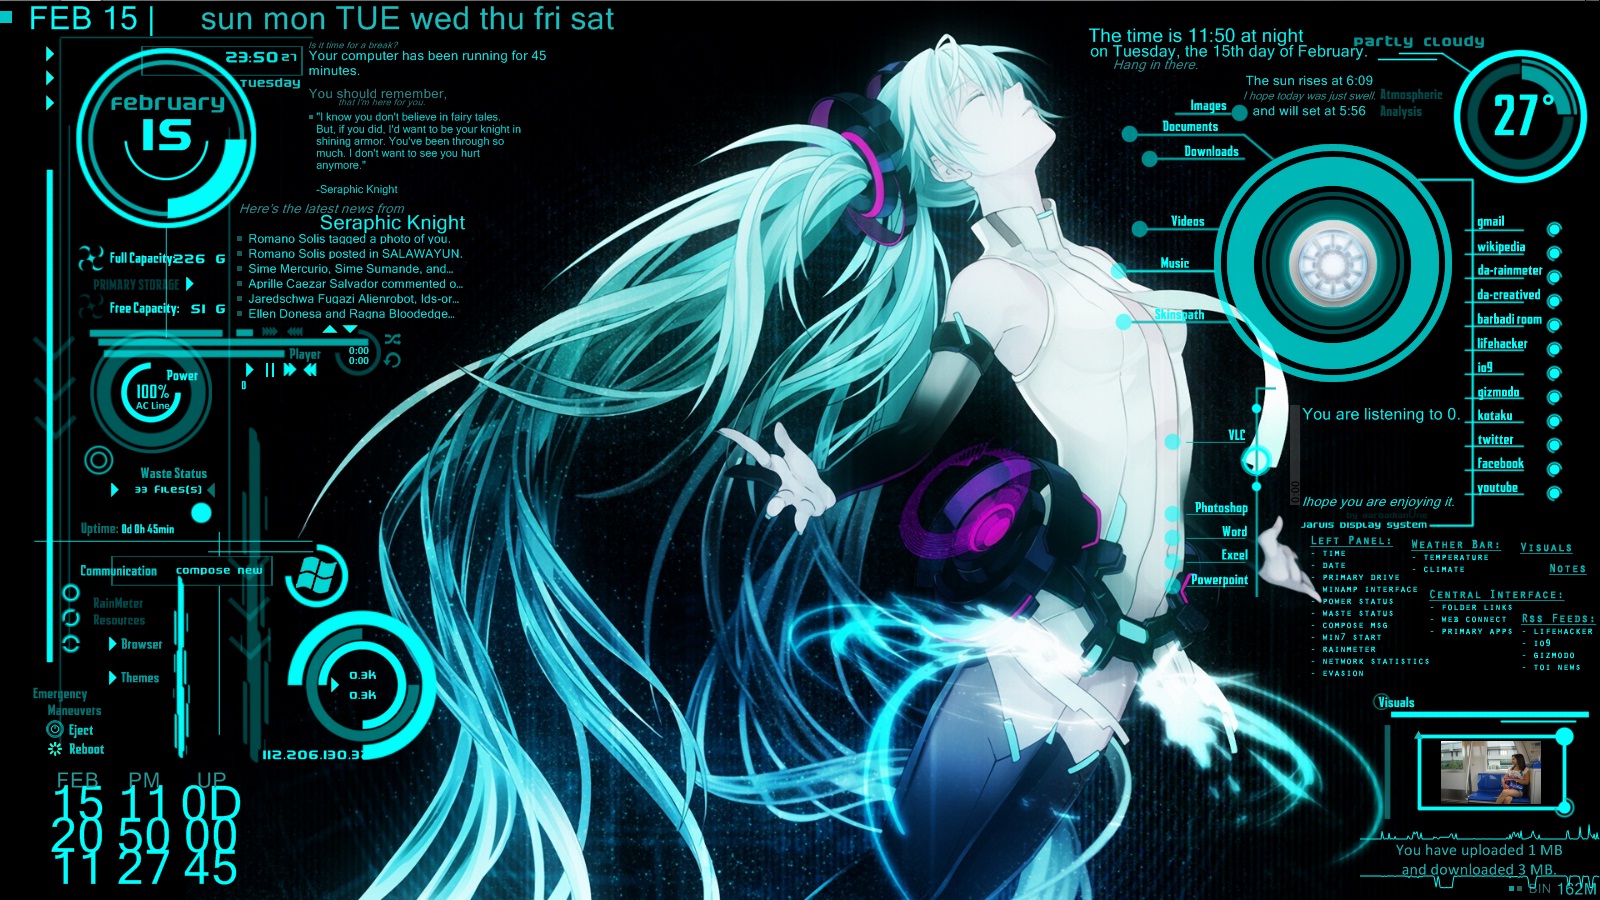 FEB 15 | sun mon TUE wed thu fri sat
23:50 27
Tuesday
February
15
Is it time for a break?
Your computer has been running for 45
minutes.
You should remember,
that I'm here for you.
"I know you don't believe in fairy tales.
But, if you did, I'd want to be your knight in
shining armor. You've been through so
much. I don't want to see you hurt
anymore."
-Seraphic Knight
Here's the latest news from
Seraphic Knight
Romano Solis tagged a photo of you.
Romano Solis posted in SALAWAYUN.
Sime Mercurio, Sime Sumande, and...
Aprille Caezar Salvador commented o...
Jaredschwa Fugazi Alienrobot, Ids-or...
Ellen Donesa and Ragna Bloodedge...
Full Capacity: 226 G
PRIMARY STORAGE
Free Capacity: 51 G
Player
0:00
0:00
0
Power
100%
AC Line
Waste Status
33 FILES(S)
Uptime: 0d 0h 45min
Communication compose new
RainMeter
Resources
Browser
Themes
Emergency
Maneuvers
Eject
Reboot
0.3k
0.3k
112.206.130.3
FEB PM UP
15 11 0D
20 50 00
11 27 45
The time is 11:50 at night
on Tuesday, the 15th day of February.
Hang in there.
partly cloudy
The sun rises at 6:09
I hope today was just swell.
and will set at 5:56
Atmospheric
Analysis
27°
Images
Documents
Downloads
Videos
Music
Skinspath
gmail
wikipedia
da-rainmeter
da-creatived
barbadi room
lifehacker
io9
gizmodo
kotaku
twitter
Facebook
youtube
You are listening to 0.
0:00
Ihope you are enjoying it.
VLC
Photoshop
Word
Excel
Powerpoint
Jarvis Display System
LEFT PANEL:
- TIME
- DATE
- PRIMARY DRIVE
- WINAMP INTERFACE
- POWER STATUS
- WASTE STATUS
- COMPOSE MSG
- WIN7 START
- RAINMETER
- NETWORK STATISTICS
- EVASION
WEATHER BAR:
- TEMPERATURE
- CLIMATE
VISUALS
NOTES
CENTRAL INTERFACE:
- FOLDER LINKS
- WEB CONNECT
- PRIMARY APPS
RSS FEEDS:
- LIFEHACKER
- IO9
- GIZMODO
- TOI NEWS
Visuals
You have uploaded 1 MB
and downloaded 3 MB.
BIN 162M